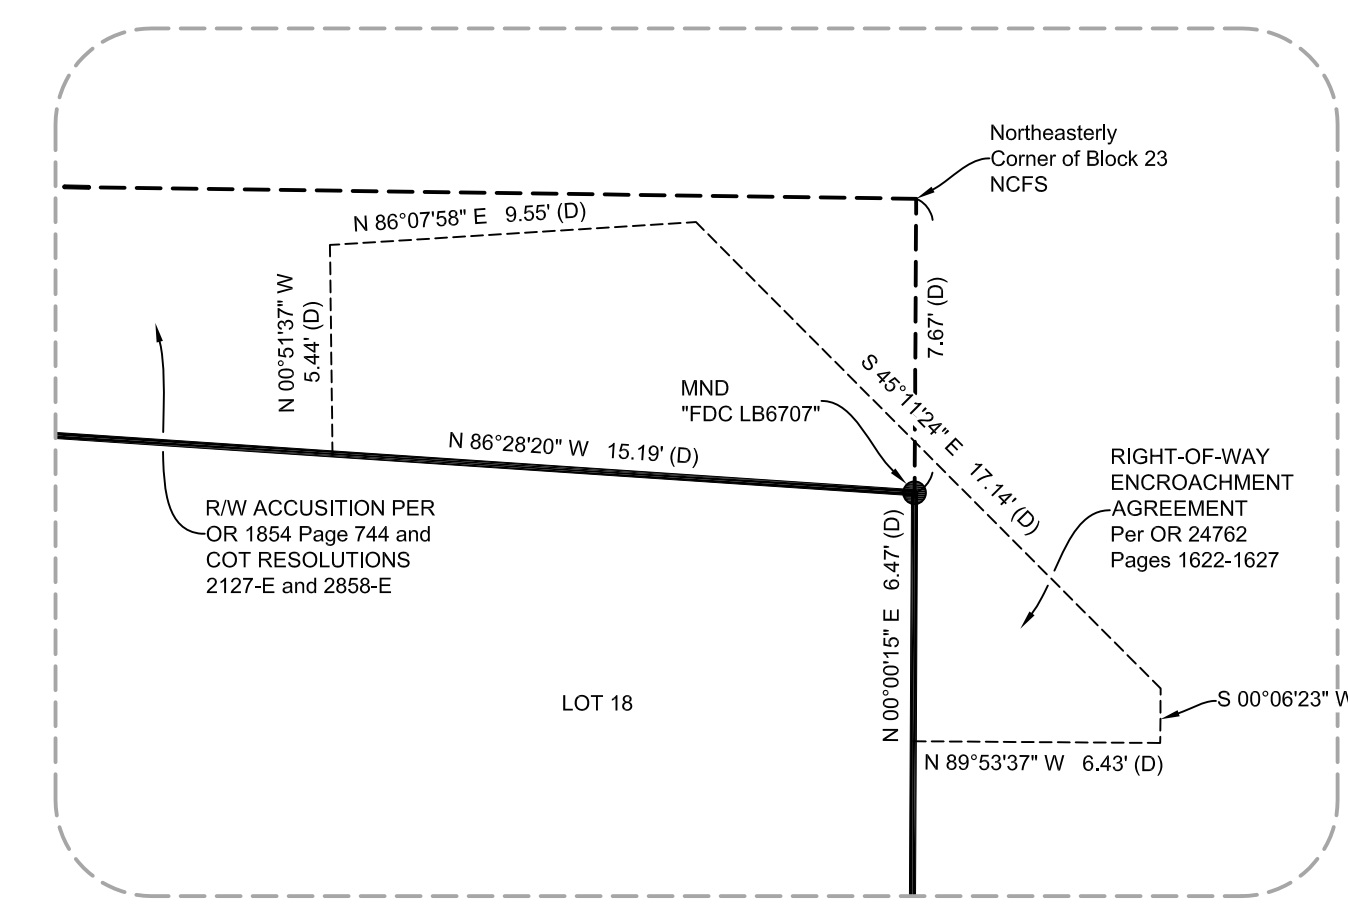 Northeasterly
Corner of Block 23
NCFS
N 86°07'58" E 9.55' (D)
N 00°51'37" W
5.44' (D)
7.67' (D)
MND
"FDC LB6707"
S 45°11'24" E 17.14' (D)
N 86°28'20" W 15.19' (D)
RIGHT-OF-WAY
ENCROACHMENT
AGREEMENT
Per OR 24762
Pages 1622-1627
R/W ACCUSITION PER
OR 1854 Page 744 and
COT RESOLUTIONS
2127-E and 2858-E
N 00°00'15" E 6.47' (D)
LOT 18
S 00°06'23" W
N 89°53'37" W 6.43' (D)